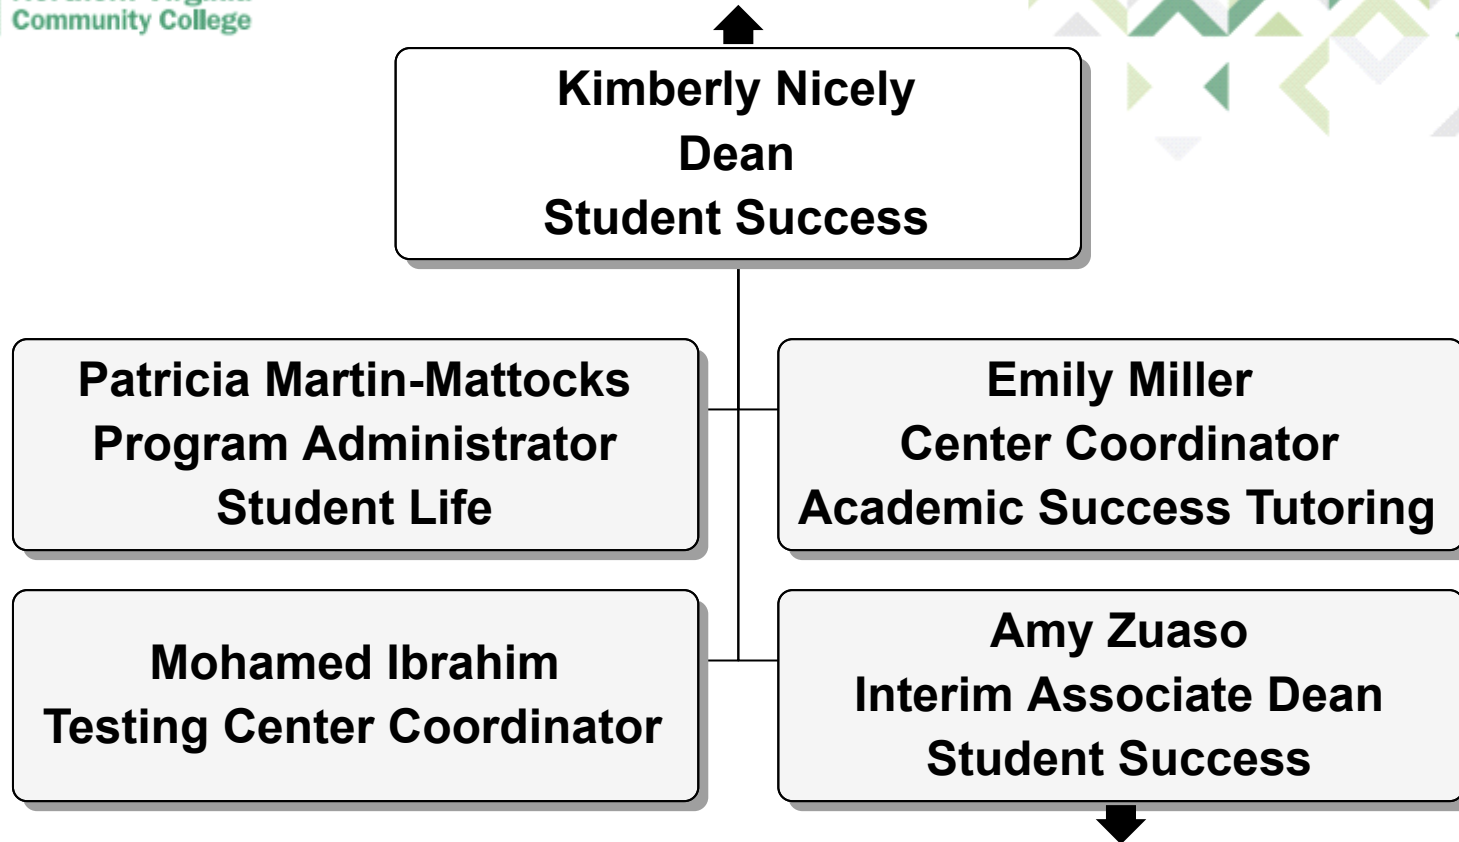 Community College
Kimberly Nicely
Dean
Student Success
Patricia Martin-Mattocks
Program Administrator
Student Life
Emily Miller
Center Coordinator
Academic Success Tutoring
Mohamed Ibrahim
Testing Center Coordinator
Amy Zuaso
Interim Associate Dean
Student Success